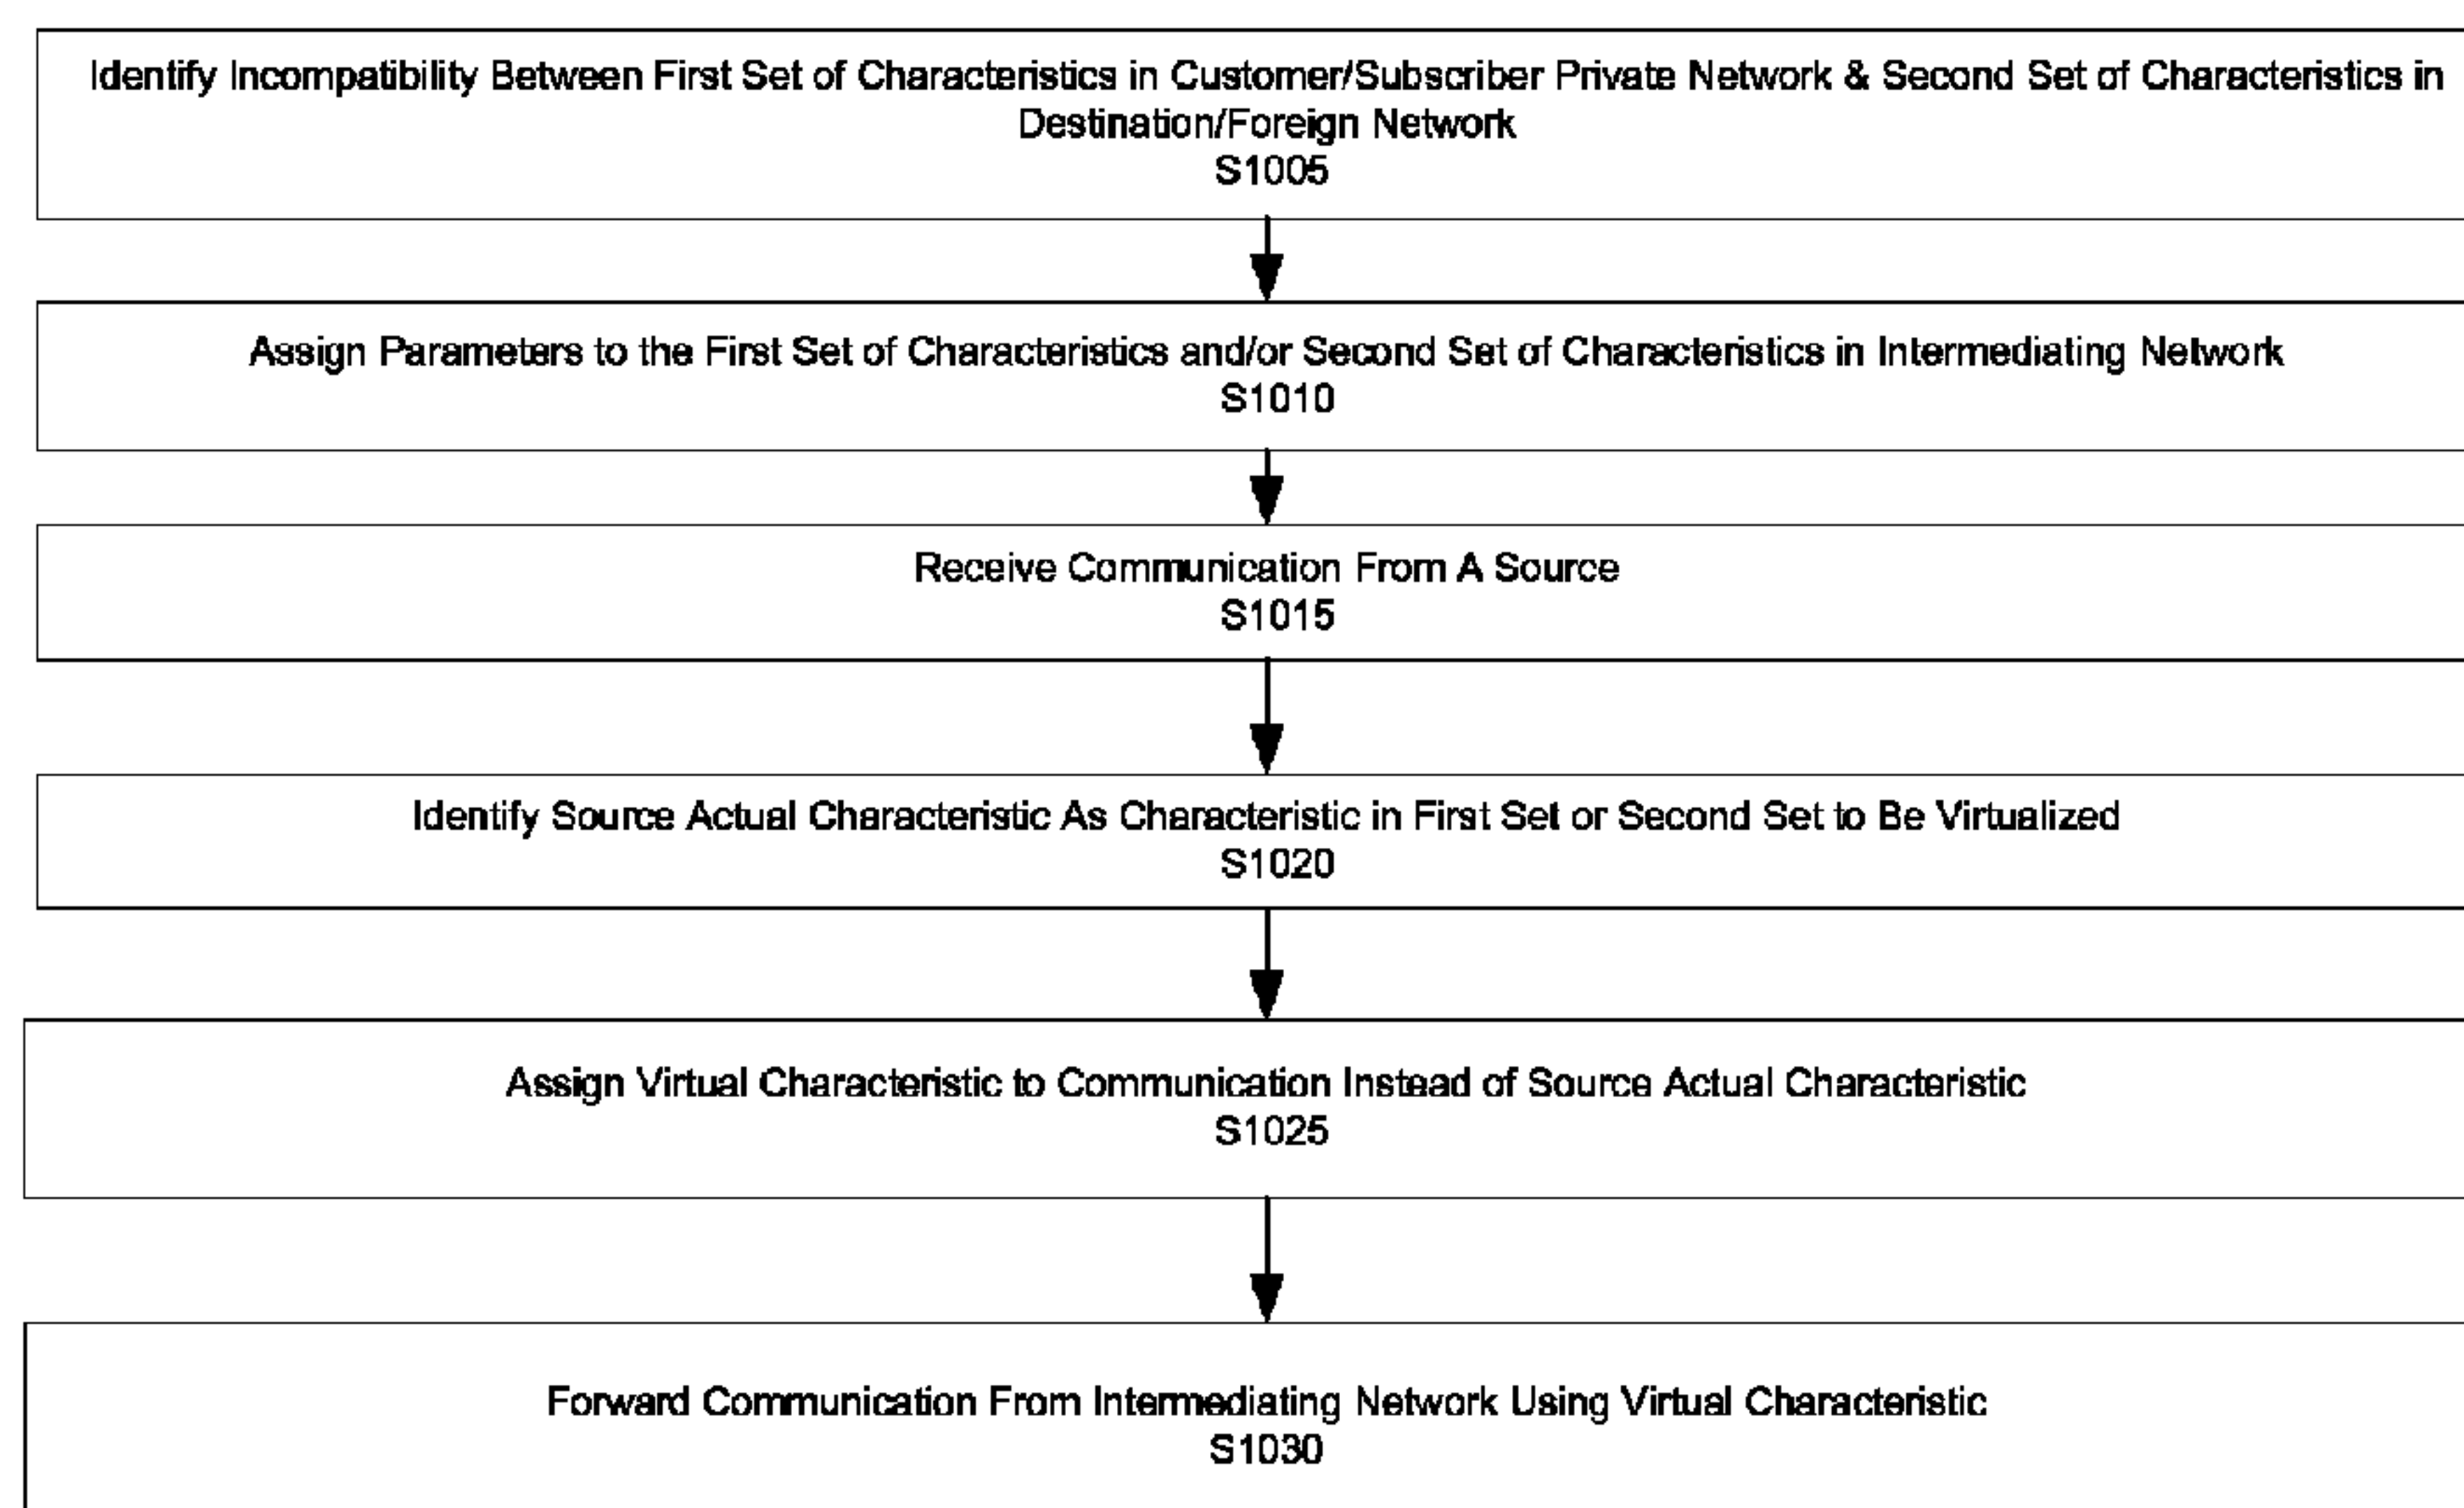 Identify Incompatibility Between First Set of Characteristics in Customer/Subscriber Private Network & Second Set of Characteristics in
Destination/Foreign Network
S1005
Assign Parameters to the First Set of Characteristics and/or Second Set of Characteristics in Intermediating Network
S1010
Receive Communication From A Source
S1015
Identify Source Actual Characteristic As Characteristic in First Set or Second Set to Be Virtualized
S1020
Assign Virtual Characteristic to Communication Instead of Source Actual Characteristic
S1025
Forward Communication From Intermediating Network Using Virtual Characteristic
S1030